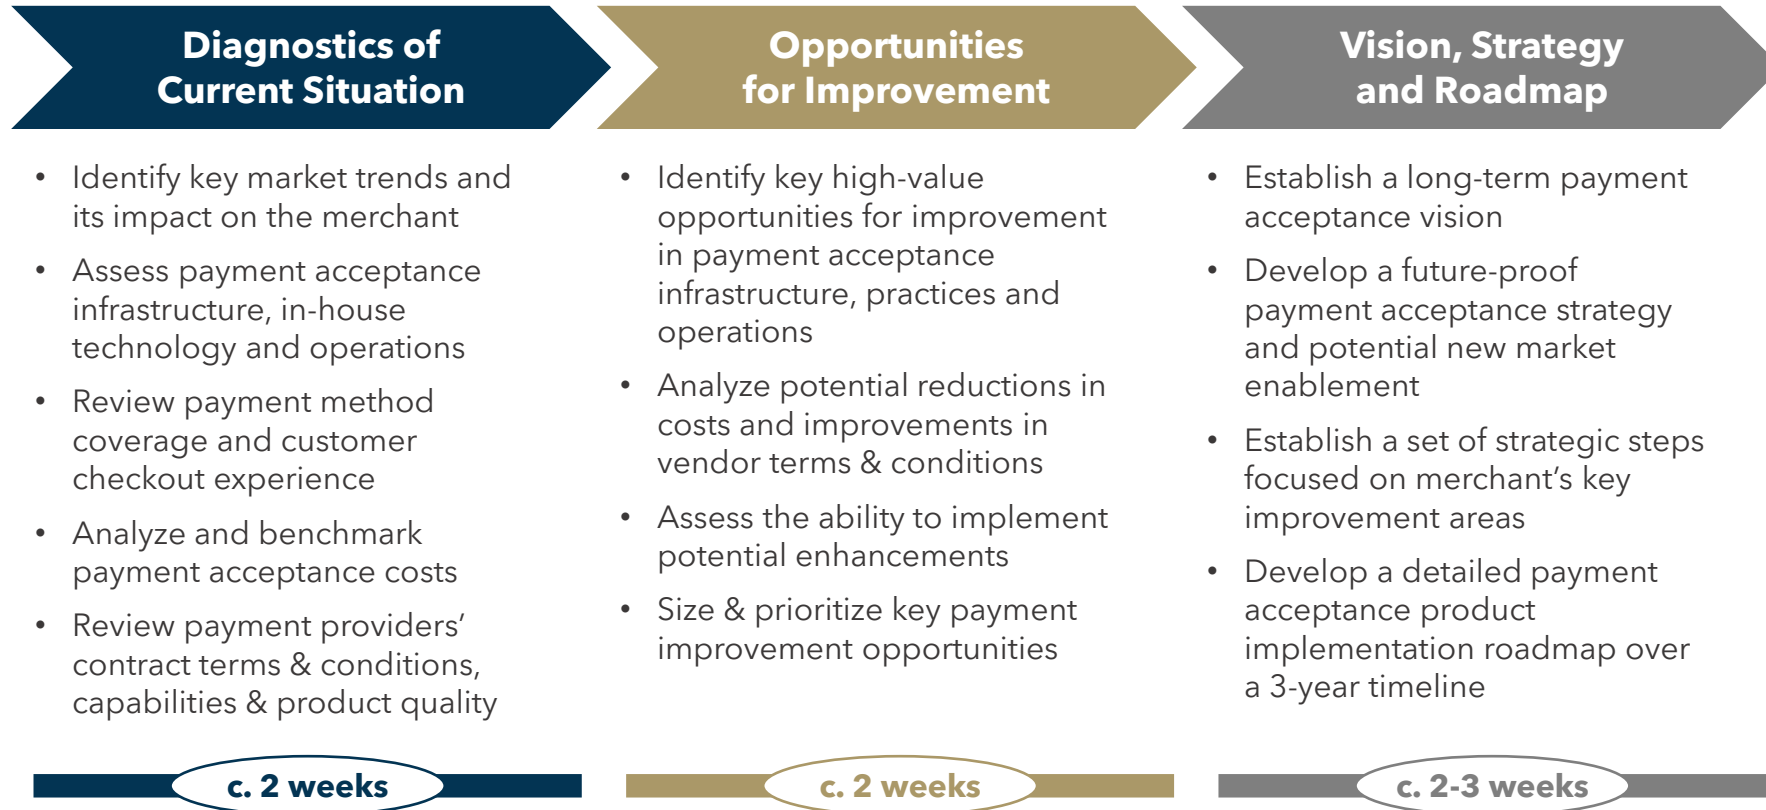 Diagnostics of
Current Situation
• Identify key market trends and
its impact on the merchant
• Assess payment acceptance
infrastructure, in-house
technology and operations
• Review payment method
coverage and customer
checkout experience
• Analyze and benchmark
payment acceptance costs
• Review payment providers’
contract terms & conditions,
capabilities & product quality
c. 2 weeks
Opportunities
for Improvement
• Identify key high-value
opportunities for improvement
in payment acceptance
infrastructure, practices and
operations
• Analyze potential reductions in
costs and improvements in
vendor terms & conditions
• Assess the ability to implement
potential enhancements
• Size & prioritize key payment
improvement opportunities
c. 2 weeks
Vision, Strategy
and Roadmap
• Establish a long-term payment
acceptance vision
• Develop a future-proof
payment acceptance strategy
and potential new market
enablement
• Establish a set of strategic steps
focused on merchant’s key
improvement areas
• Develop a detailed payment
acceptance product
implementation roadmap over
a 3-year timeline
c. 2-3 weeks